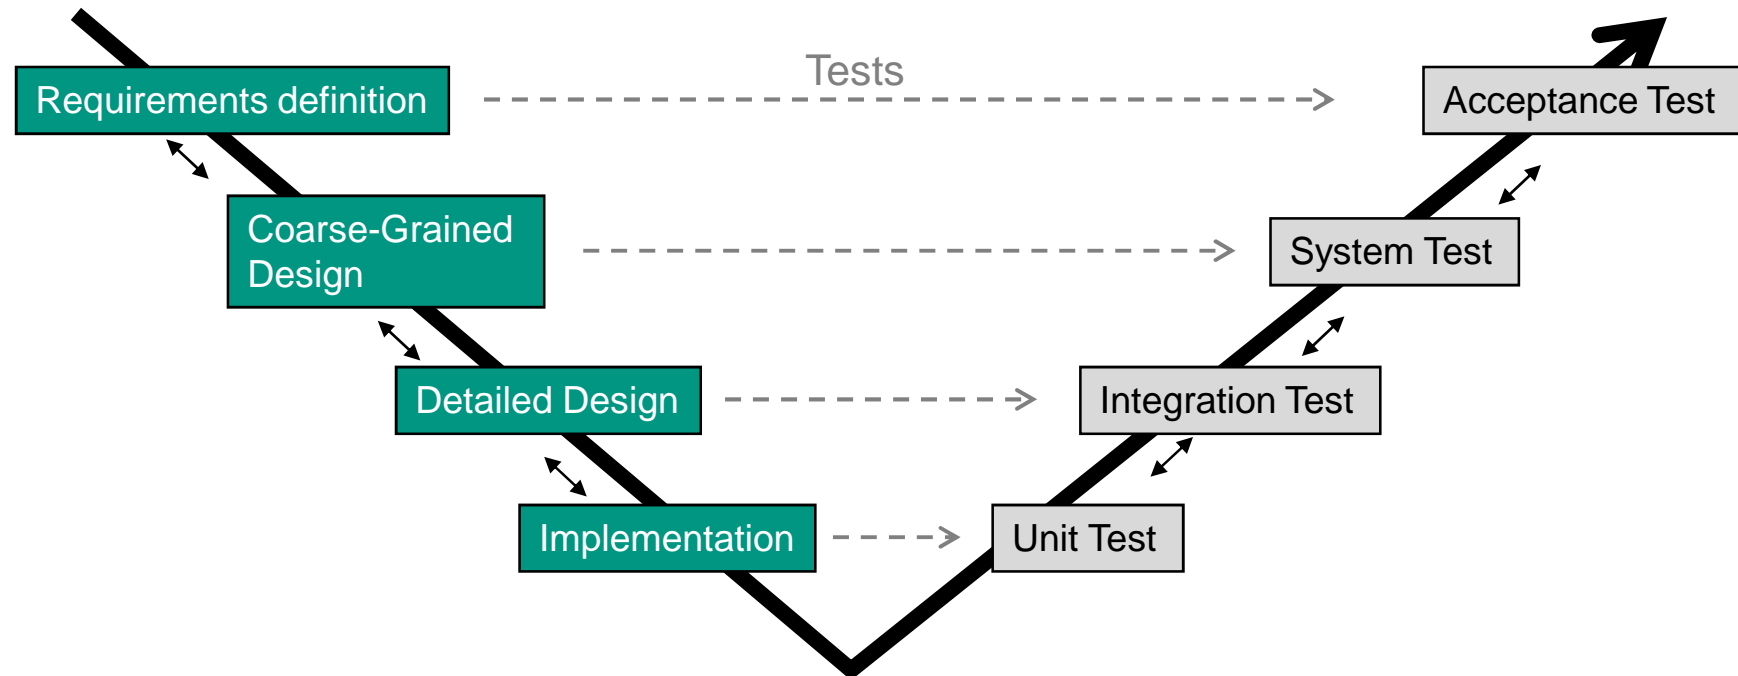 Tests
Requirements definition
Acceptance Test
Coarse-Grained
Design
System Test
Detailed Design
Integration Test
Implementation
Unit Test